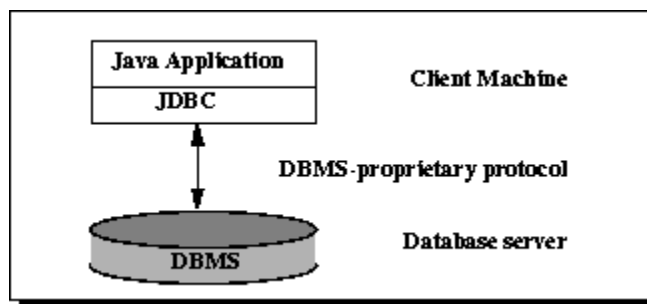 Java Application
Client Machine
JDBC
DBMS-proprietary protocol
Database server
DBMS